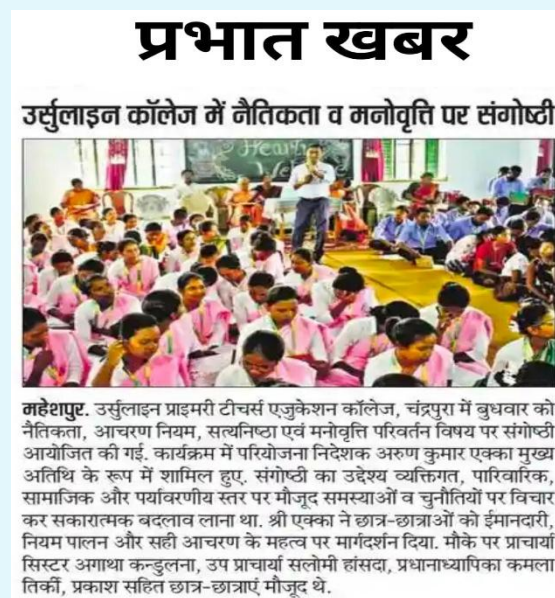 प्रभात खबर
उर्सुलाइन कॉलेज में नैतिकता व मनोवृत्ति पर संगोष्ठी
Hearty
महेशपुर. उर्सुलाइन प्राइमरी टीचर्स एजुकेशन कॉलेज, चंद्रपुरा में बुधवार को
नैतिकता, आचरण नियम, सत्यनिष्ठा एवं मनोवृत्ति परिवर्तन विषय पर संगोष्ठी
आयोजित की गई. कार्यक्रम में परियोजना निदेशक अरुण कुमार एक्का मुख्य
अतिथि के रूप में शामिल हुए. संगोष्ठी का उद्देश्य व्यक्तिगत, पारिवारिक,
सामाजिक और पर्यावरणीय स्तर पर मौजूद समस्याओं व चुनौतियों पर विचार
कर सकारात्मक बदलाव लाना था. श्री एक्का ने छात्र-छात्राओं को ईमानदारी,
नियम पालन और सही आचरण के महत्व पर मार्गदर्शन दिया. मौके पर प्राचार्या
सिस्टर अगाथा कन्डुलना, उप प्राचार्या सलोमी हांसदा, प्रधानाध्यापिका कमला
तिर्की, प्रकाश सहित छात्र-छात्राएं मौजूद थे.